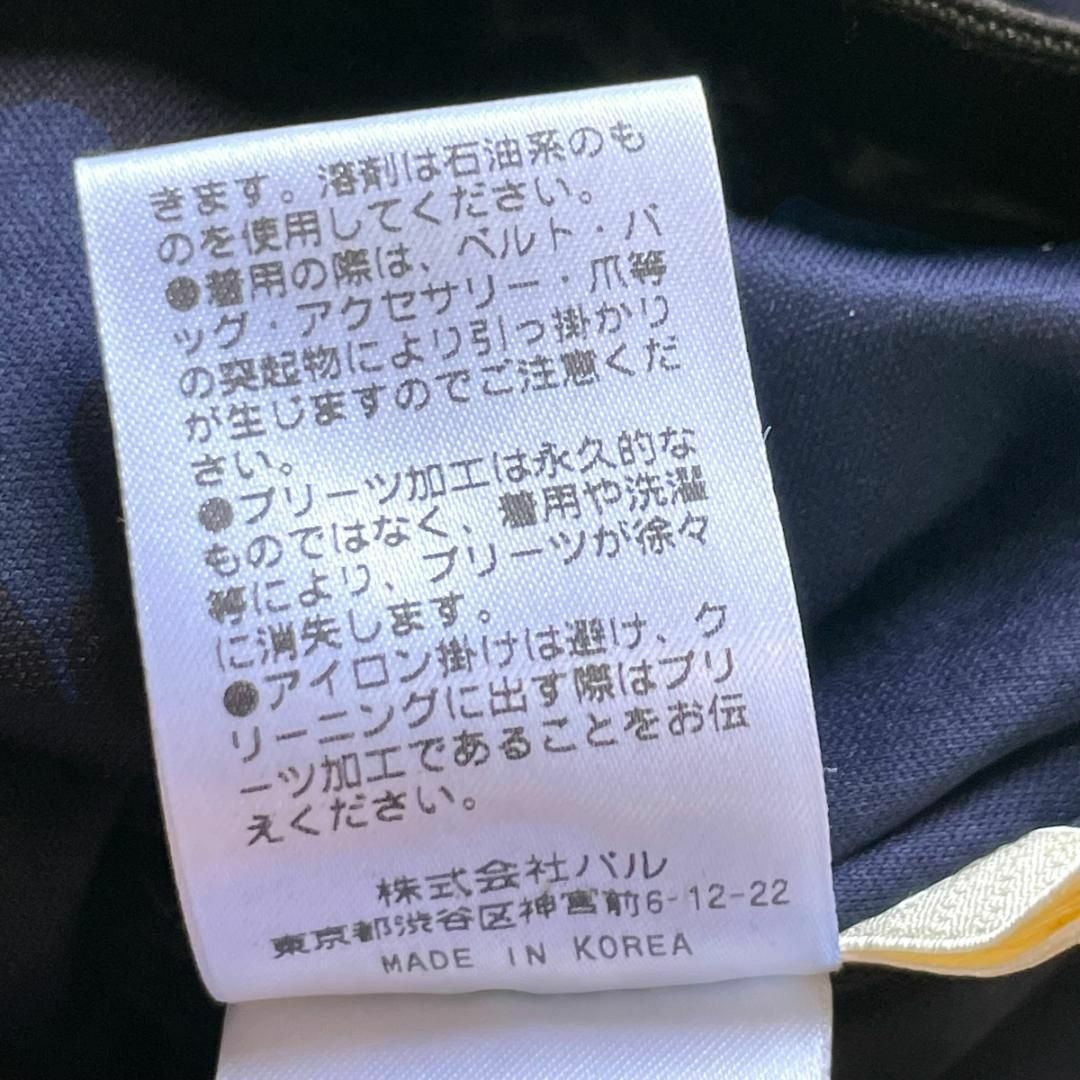 きます。溶剤は石油系のも
のを使用してください。
●着用の際は、ベルト・バ
ッグ・アクセサリー・爪等
の突起物により引っ掛かり
が生じますのでご注意くだ
さい。
●プリーツ加工は永久的な
ものではなく、着用や洗濯
等により、プリーツが徐々
に消失します。
●アイロン掛けは避け、ク
リーニングに出す際はプリ
ーツ加工であることをお伝
えください。
株式会社パル
東京都渋谷区神宮前6-12-22
MADE IN KOREA